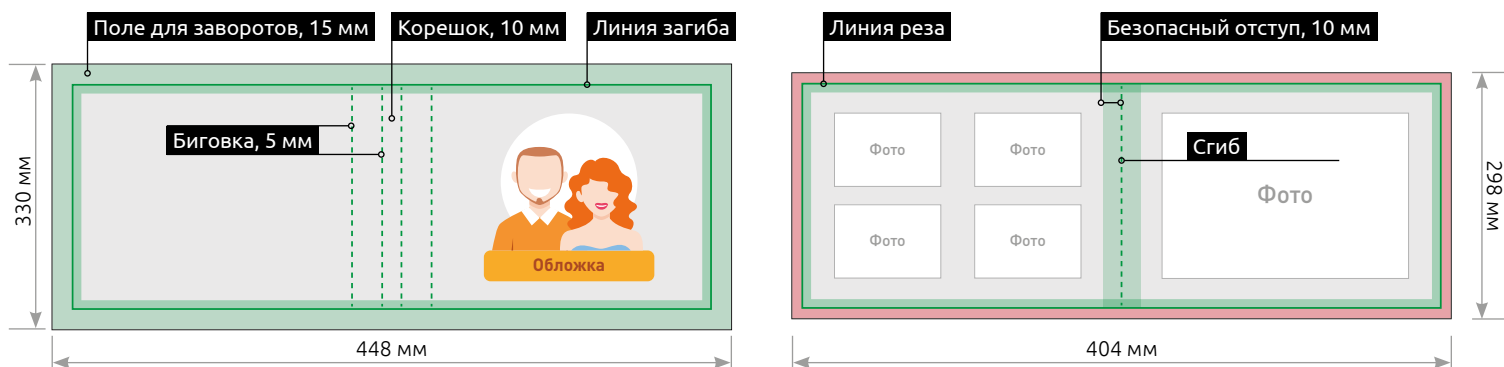 Поле для заворотов, 15 мм
Корешок, 10 мм
Линия загиба
Биговка, 5 мм
Обложка
330 мм
448 мм
Линия реза
Безопасный отступ, 10 мм
Фото
Фото
Сгиб
Фото
Фото
Фото
298 мм
404 мм